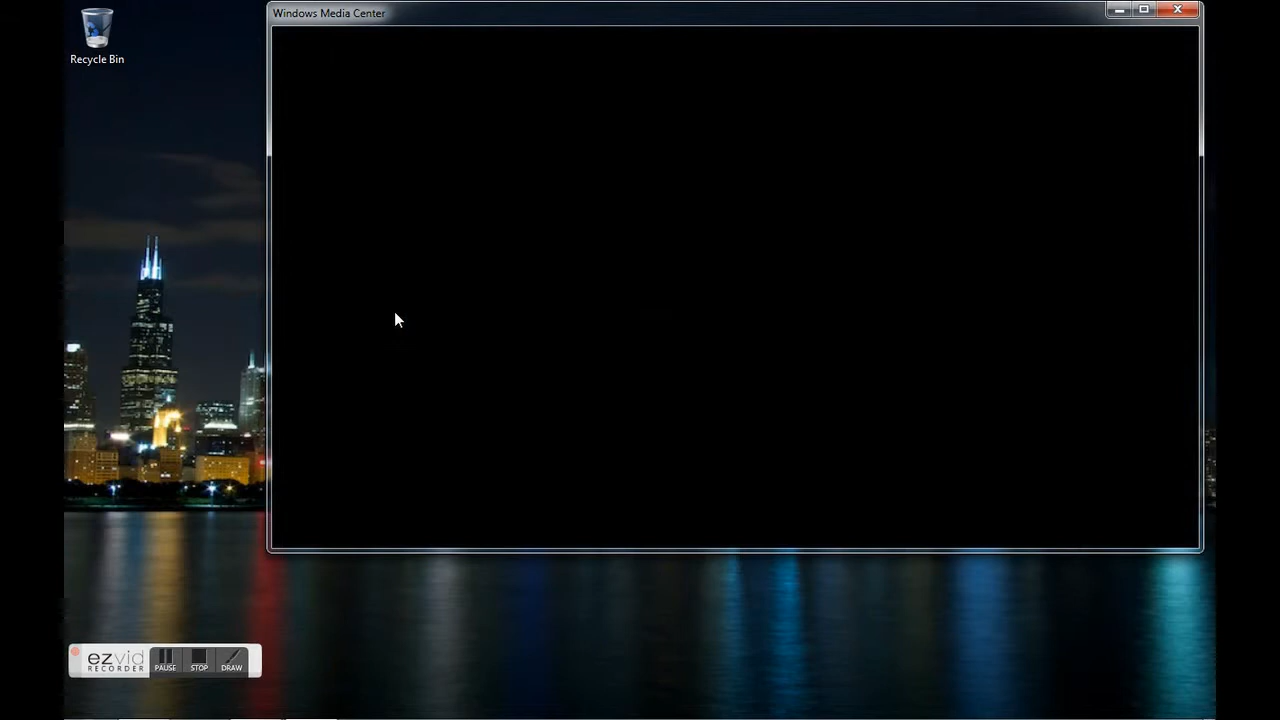 Windows Media Center
Recycle Bin
ezvid
RECORDER
PAUSE
STOP
DRAW